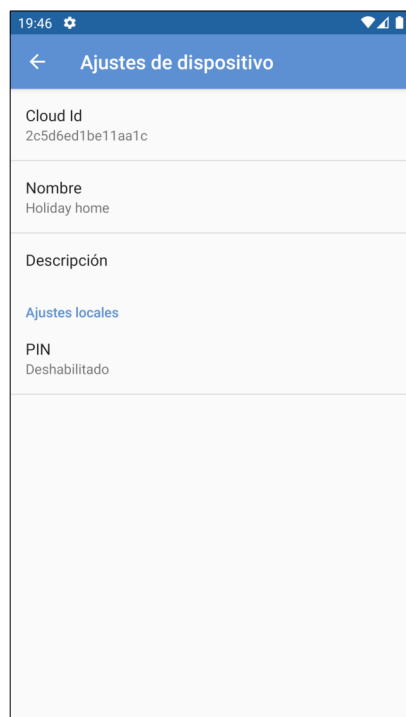 19:46
Ajustes de dispositivo
Cloud Id
2c5d6ed1be11aa1c
Nombre
Holiday home
Descripción
Ajustes locales
PIN
Deshabilitado